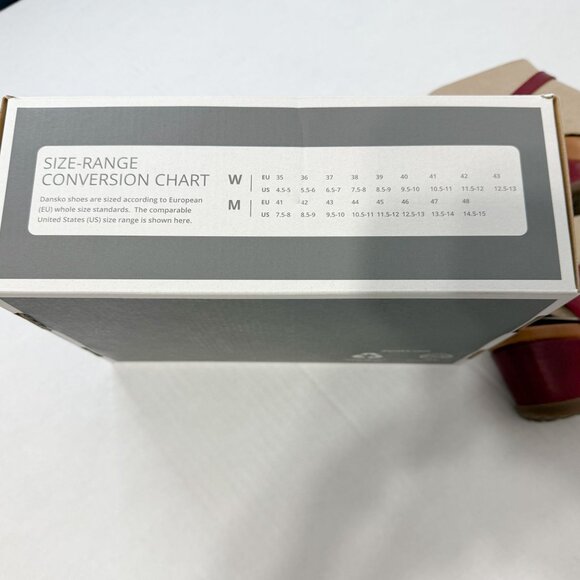 SIZE-RANGE
CONVERSION CHART
Dansko shoes are sized according to European
(EU) whole size standards. The comparable
United States (US) size range is shown here.
W EU 35 36 37 38 39 40 41 42 43
US 4.5-5 5.5-6 6.5-7 7.5-8 8.5-9 9.5-10 10.5-11 11.5-12 12.5-13
M EU 41 42 43 44 45 46 47 48
US 7.5-8 8.5-9 9.5-10 10.5-11 11.5-12 12.5-13 13.5-14 14.5-15